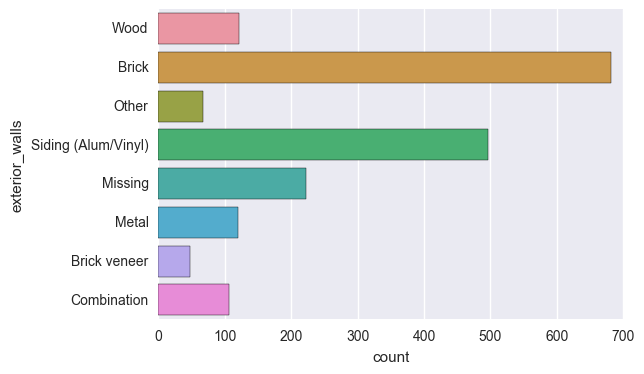 Wood
Brick
Other
Siding (Alum/Vinyl)
Missing
Metal
Brick veneer
Combination
exterior_walls
0 100 200 300 400 500 600 700
count